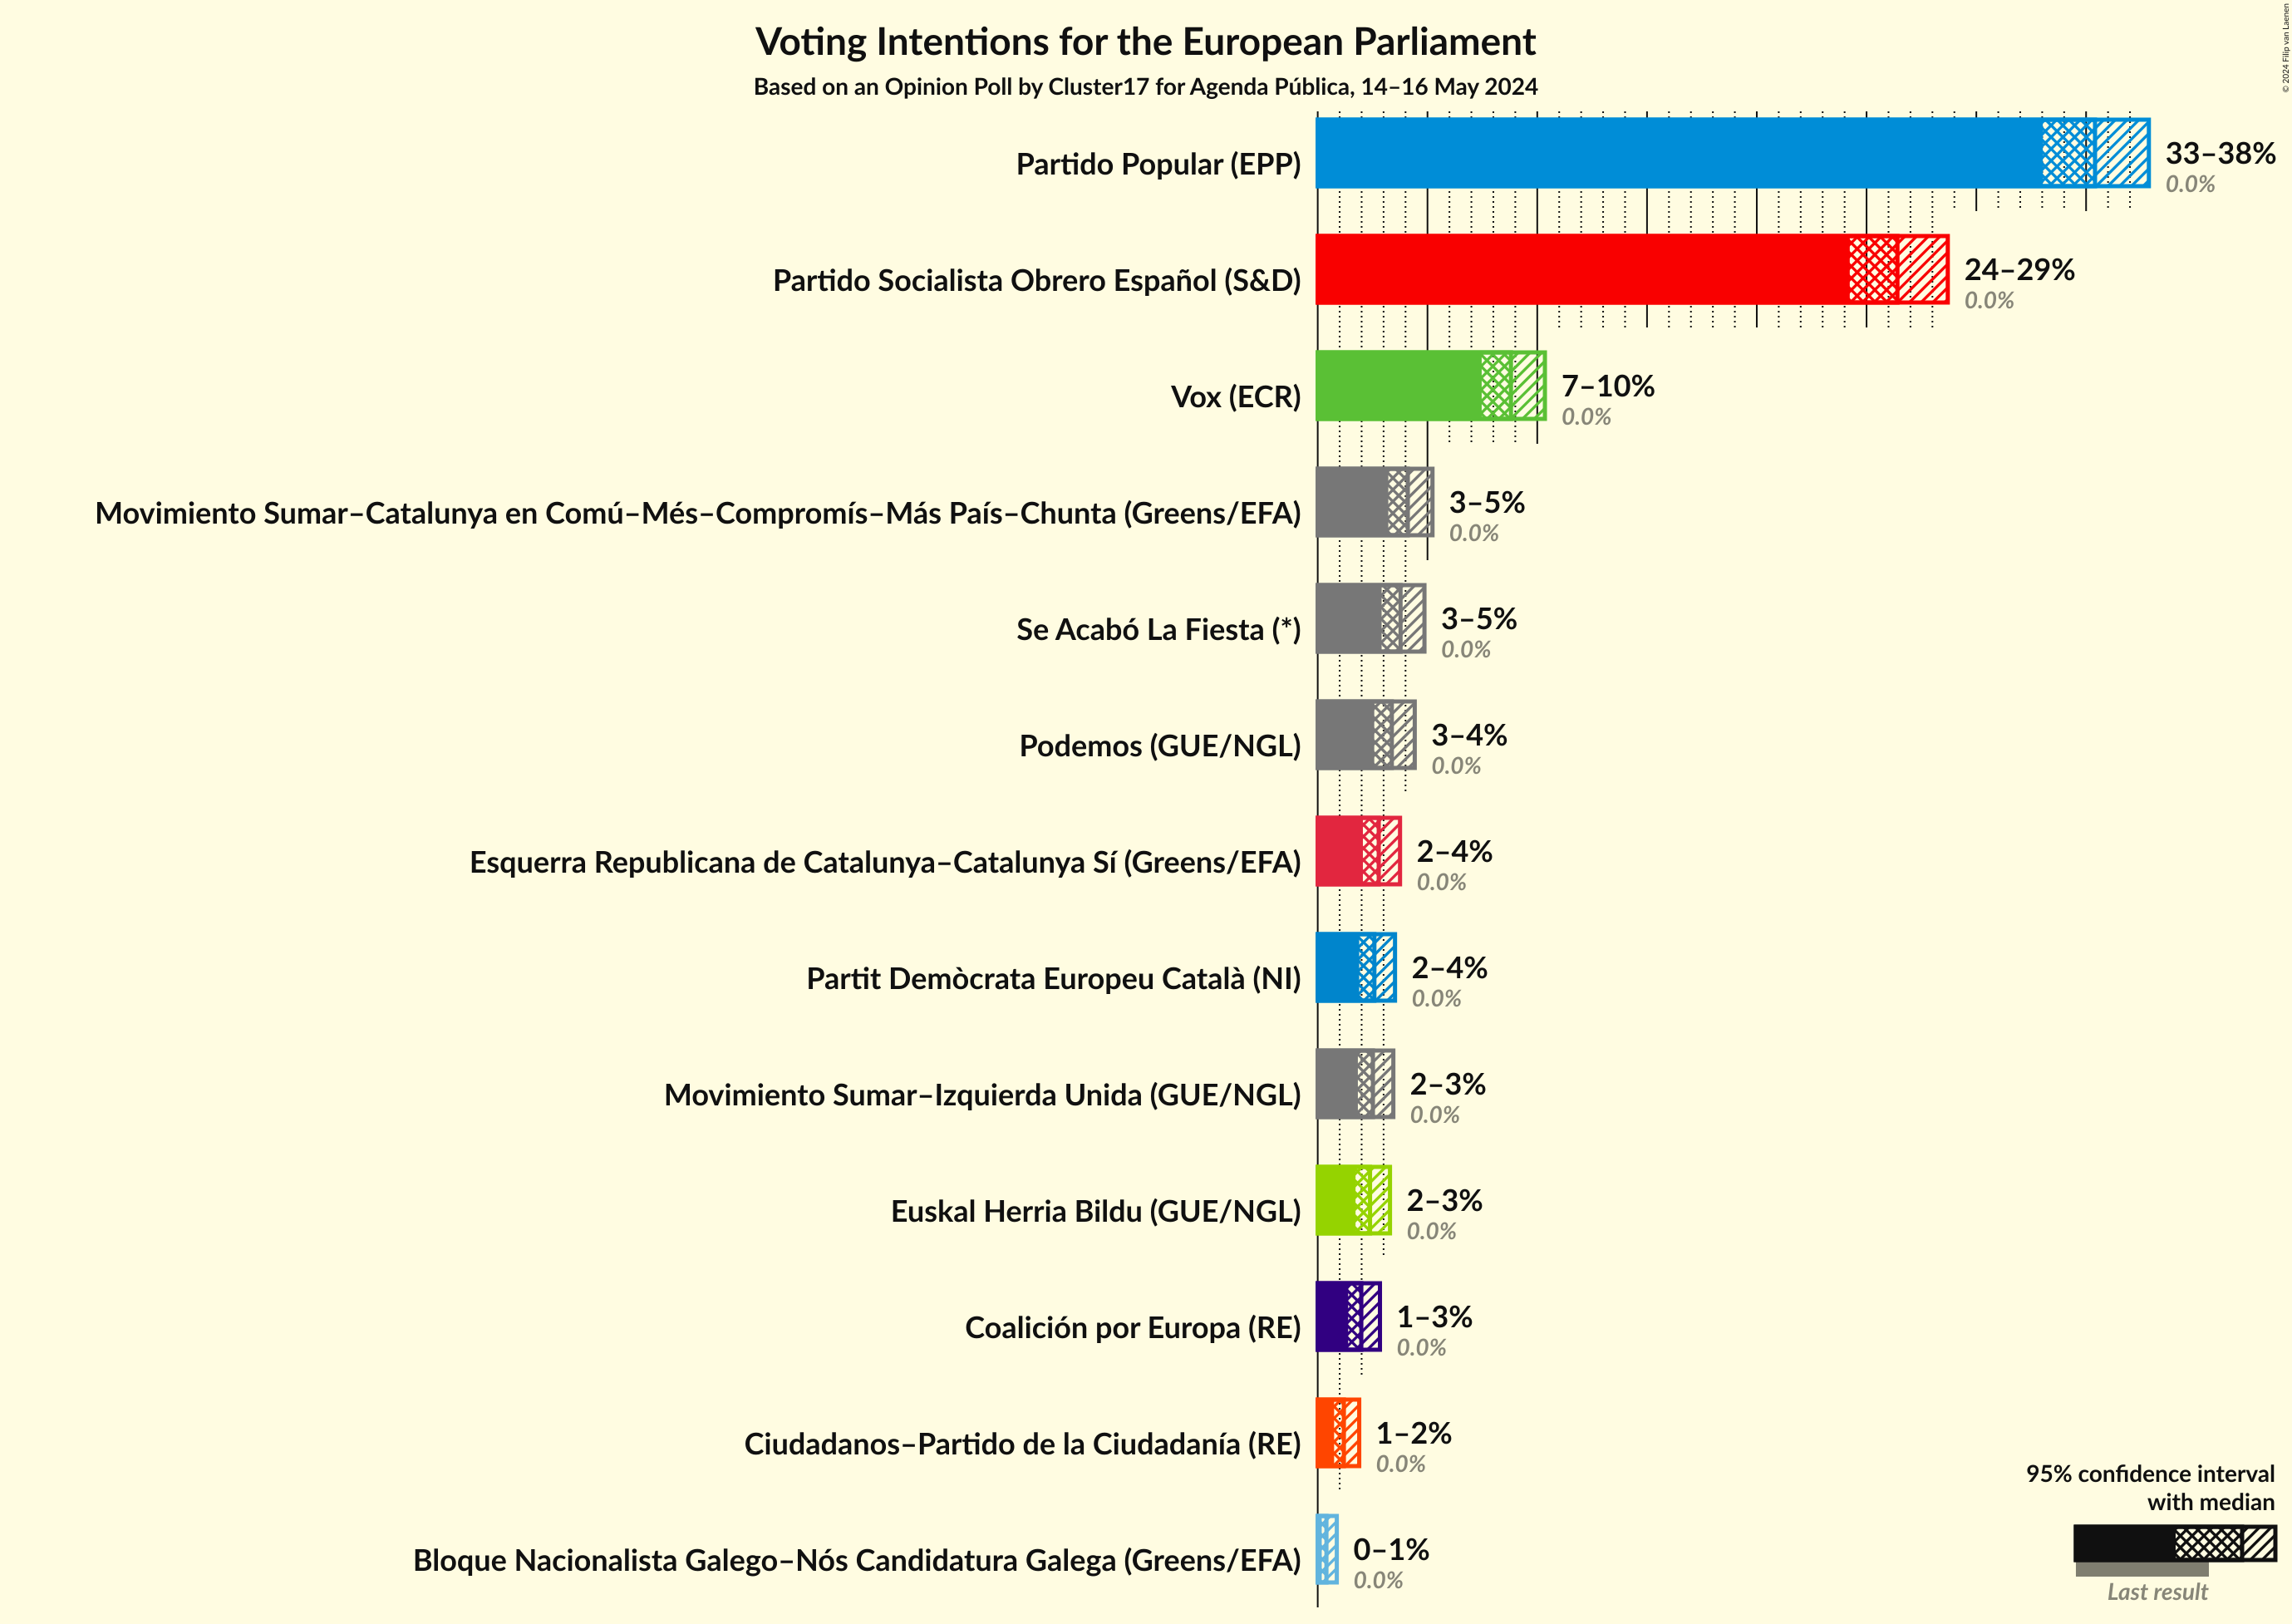 Voting Intentions for the European Parliament
Based on an Opinion Poll by Cluster17 for Agenda Pública, 14–16 May 2024
© 2024 Filip van Laenen
Partido Popular (EPP)
33–38%
0.0%
Partido Socialista Obrero Español (S&D)
24–29%
0.0%
Vox (ECR)
7–10%
0.0%
Movimiento Sumar–Catalunya en Comú–Més–Compromís–Más País–Chunta (Greens/EFA)
3–5%
0.0%
Se Acabó La Fiesta (*)
3–5%
0.0%
Podemos (GUE/NGL)
3–4%
0.0%
Esquerra Republicana de Catalunya–Catalunya Sí (Greens/EFA)
2–4%
0.0%
Partit Demòcrata Europeu Català (NI)
2–4%
0.0%
Movimiento Sumar–Izquierda Unida (GUE/NGL)
2–3%
0.0%
Euskal Herria Bildu (GUE/NGL)
2–3%
0.0%
Coalición por Europa (RE)
1–3%
0.0%
Ciudadanos–Partido de la Ciudadanía (RE)
1–2%
0.0%
Bloque Nacionalista Galego–Nós Candidatura Galega (Greens/EFA)
0–1%
0.0%
95% confidence interval
with median
Last result